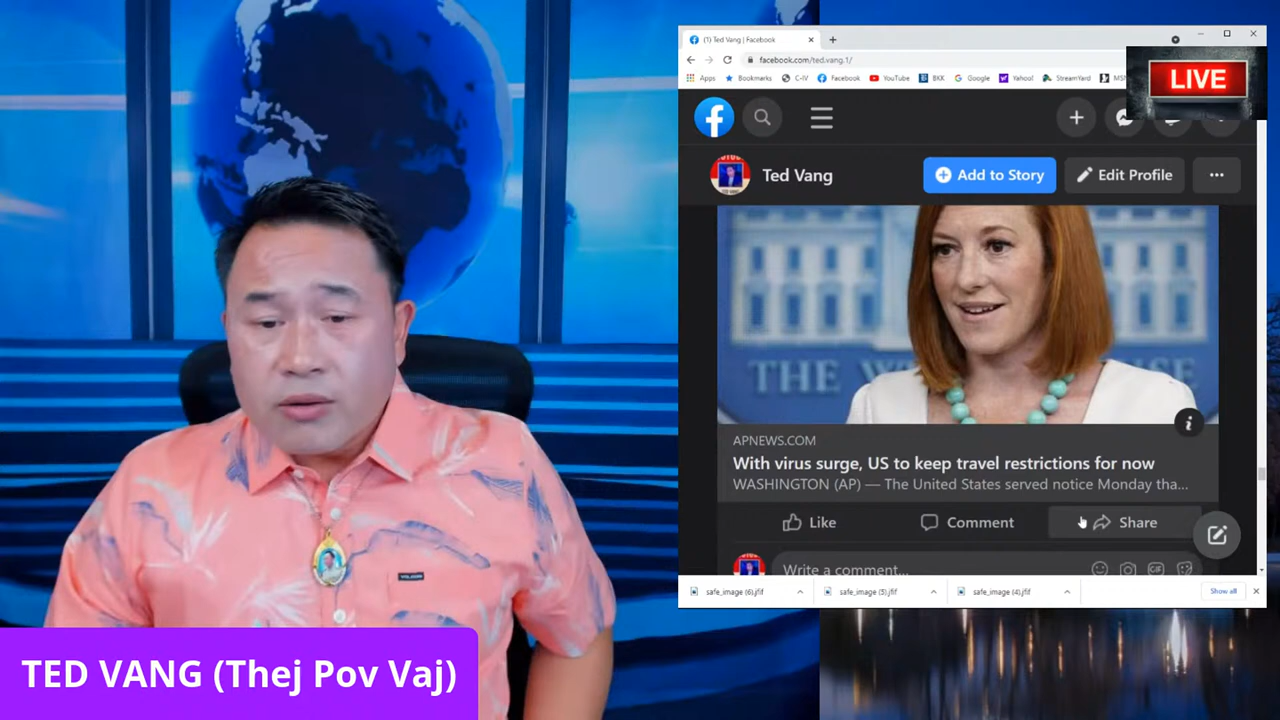 (1) Ted Vang | Facebook
facebook.com/ted.vang.1/
Apps Bookmarks C-IV Facebook YouTube BKK Google Yahoo! StreamYard
LIVE
Ted Vang
Add to Story
Edit Profile
THE
APNEWS.COM
With virus surge, US to keep travel restrictions for now
WASHINGTON (AP) — The United States served notice Monday tha...
Like
Comment
Share
Write a comment...
GIF
safe_image (6).jfif
safe_image (5).jfif
safe_image (4).jfif
Show all
TED VANG (Thej Pov Vaj)